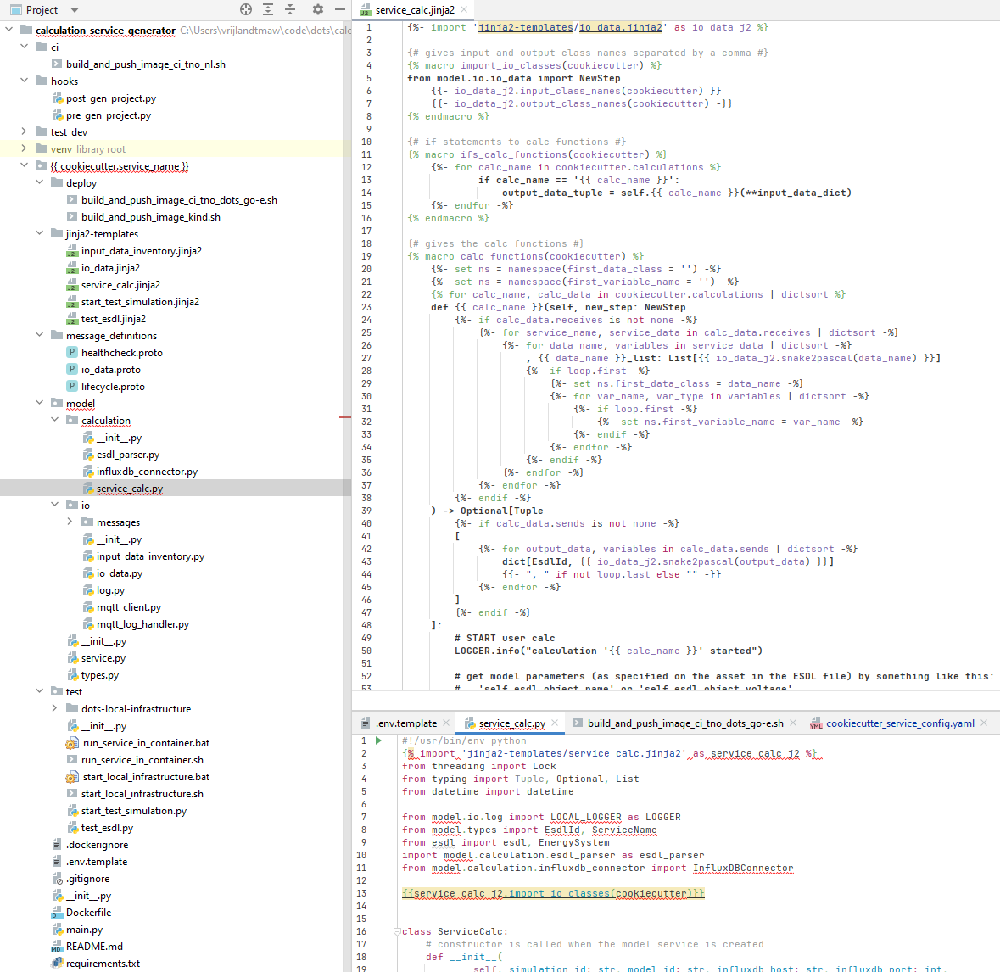 Project
calculation-service-generator C:\Users\vrijlandtmaw\code\dots\calc
ci
build_and_push_image_ci_tno_nl.sh
hooks
post_gen_project.py
pre_gen_project.py
test_dev
venv library root
{{ cookiecutter.service_name }}
deploy
build_and_push_image_ci_tno_dots_go-e.sh
build_and_push_image_kind.sh
jinja2-templates
input_data_inventory.jinja2
io_data.jinja2
service_calc.jinja2
start_test_simulation.jinja2
test_esdl.jinja2
message_definitions
healthcheck.proto
io_data.proto
lifecycle.proto
model
calculation
__init__.py
esdl_parser.py
influxdb_connector.py
service_calc.py
io
messages
__init__.py
input_data_inventory.py
io_data.py
log.py
mqtt_client.py
mqtt_log_handler.py
__init__.py
service.py
types.py
test
dots-local-infrastructure
__init__.py
run_service_in_container.bat
run_service_in_container.sh
start_local_infrastructure.bat
start_local_infrastructure.sh
start_test_simulation.py
test_esdl.py
.dockerignore
.env.template
.gitignore
__init__.py
Dockerfile
main.py
README.md
requirements.txt
service_calc.jinja2
1 {%- import 'jinja2-templates/io_data.jinja2' as io_data_j2 %}
2
3 {# gives input and output class names separated by a comma #}
4 {% macro import_io_classes(cookiecutter) %}
5 from model.io.io_data import NewStep
6 {{- io_data_j2.input_class_names(cookiecutter) }}
7 {{- io_data_j2.output_class_names(cookiecutter) -}}
8 {% endmacro %}
9
10 {# if statements to calc functions #}
11 {% macro ifs_calc_functions(cookiecutter) %}
12 {%- for calc_name in cookiecutter.calculations %}
13 if calc_name == '{{ calc_name }}':
14 output_data_tuple = self.{{ calc_name }}(**input_data_dict)
15 {%- endfor -%}
16 {% endmacro %}
17
18 {# gives the calc functions #}
19 {% macro calc_functions(cookiecutter) %}
20 {%- set ns = namespace(first_data_class = '') -%}
21 {%- set ns = namespace(first_variable_name = '') -%}
22 {% for calc_name, calc_data in cookiecutter.calculations | dictsort %}
23 def {{ calc_name }}(self, new_step: NewStep
24 {%- if calc_data.receives is not none -%}
25 {%- for service_name, service_data in calc_data.receives | dictsort -%}
26 {%- for data_name, variables in service_data | dictsort -%}
27 , {{ data_name }}_list: List[{{ io_data_j2.snake2pascal(data_name) }}]
28 {%- if loop.first -%}
29 {%- set ns.first_data_class = data_name -%}
30 {%- for var_name, var_type in variables | dictsort -%}
31 {%- if loop.first -%}
32 {%- set ns.first_variable_name = var_name -%}
33 {%- endif -%}
34 {%- endfor -%}
35 {%- endif -%}
36 {%- endfor -%}
37 {%- endfor -%}
38 {%- endif -%}
39 ) -> Optional[Tuple
40 {%- if calc_data.sends is not none -%}
41 [
42 {%- for output_data, variables in calc_data.sends | dictsort -%}
43 dict[EsdlId, {{ io_data_j2.snake2pascal(output_data) }}]
44 {{- ", " if not loop.last else "" -}}
45 {%- endfor -%}
46 ]
47 {%- endif -%}
48 ]:
49 # START user calc
50 LOGGER.info("calculation '{{ calc_name }}' started")
51
52 # get model parameters (as specified on the asset in the ESDL file) by something like this:
53 # 'self.esdl_object.name' or 'self.esdl_object.voltage'
.env.template service_calc.py build_and_push_image_ci_tno_dots_go-e.sh cookiecutter_service_config.yaml
1 #!/usr/bin/env python
2 {% import 'jinja2-templates/service_calc.jinja2' as service_calc_j2 %}
3 from threading import Lock
4 from typing import Tuple, Optional, List
5 from datetime import datetime
6
7 from model.io.log import LOCAL_LOGGER as LOGGER
8 from model.types import EsdlId, ServiceName
9 from esdl import esdl, EnergySystem
10 import model.calculation.esdl_parser as esdl_parser
11 from model.calculation.influxdb_connector import InfluxDBConnector
12
13 {{service_calc_j2.import_io_classes(cookiecutter)}}
14
15
16 class ServiceCalc:
17 # constructor is called when the model service is created
18 def __init__(
19 self, simulation_id: str, model_id: str, influxdb_host: str, influxdb_port: int,